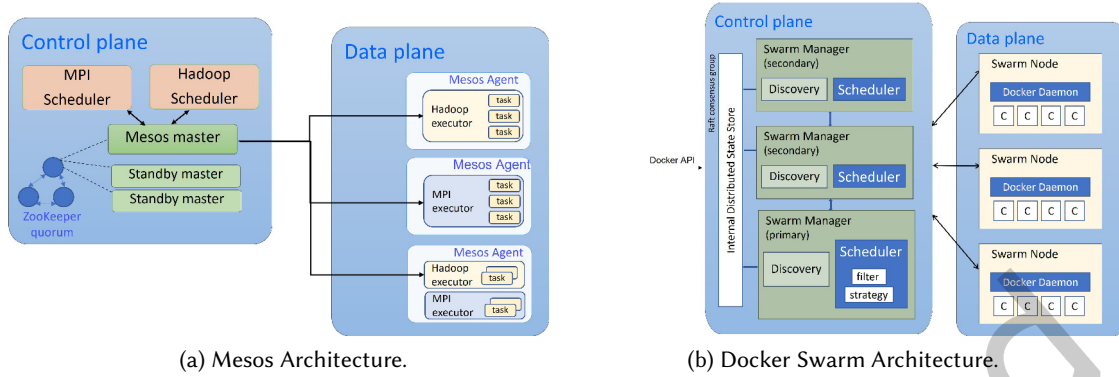 Control plane
MPI
Scheduler
Hadoop
Scheduler
Mesos master
Standby master
Standby master
ZooKeeper
quorum
Data plane
Mesos Agent
Hadoop
executor
task
task
task
Mesos Agent
MPI
executor
task
task
task
Mesos Agent
Hadoop
executor
task
MPI
executor
task
(a) Mesos Architecture.
Docker API
Control plane
Raft consensus group
Internal Distributed State Store
Swarm Manager
(secondary)
Discovery
Scheduler
Swarm Manager
(secondary)
Discovery
Scheduler
Swarm Manager
(primary)
Discovery
Scheduler
filter
strategy
Data plane
Swarm Node
Docker Daemon
C C C C
Swarm Node
Docker Daemon
C C C C
Swarm Node
Docker Daemon
C C C C
(b) Docker Swarm Architecture.